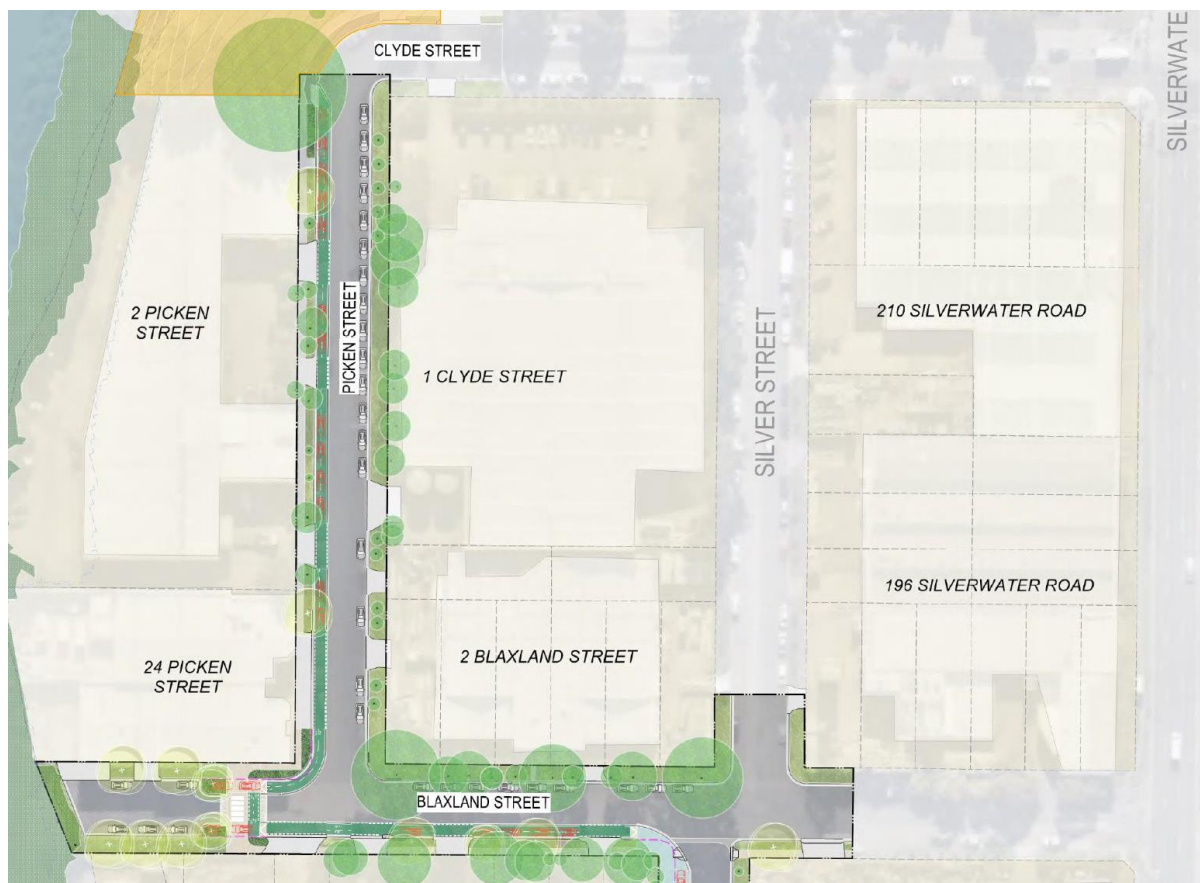 CLYDE STREET
SILVERWATE
2 PICKEN
STREET
PICKEN STREET
1 CLYDE STREET
SILVER STREET
210 SILVERWATER ROAD
196 SILVERWATER ROAD
24 PICKEN
STREET
2 BLAXLAND STREET
BLAXLAND STREET